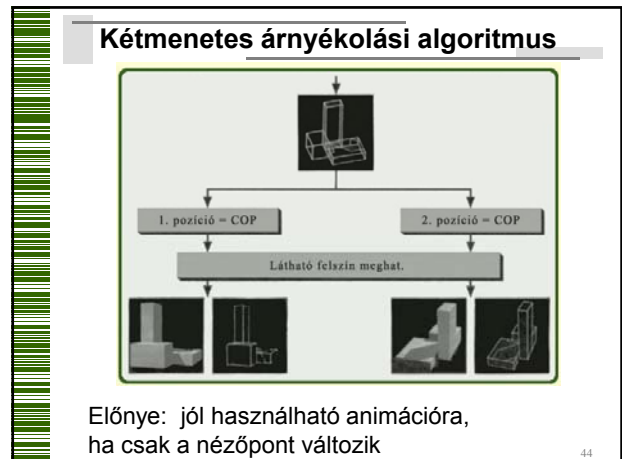 Kétmenetes árnyékolási algoritmus
1. pozíció = COP
2. pozíció = COP
Látható felszín meghat.
Előnye: jól használható animációra,
ha csak a nézőpont változik
44